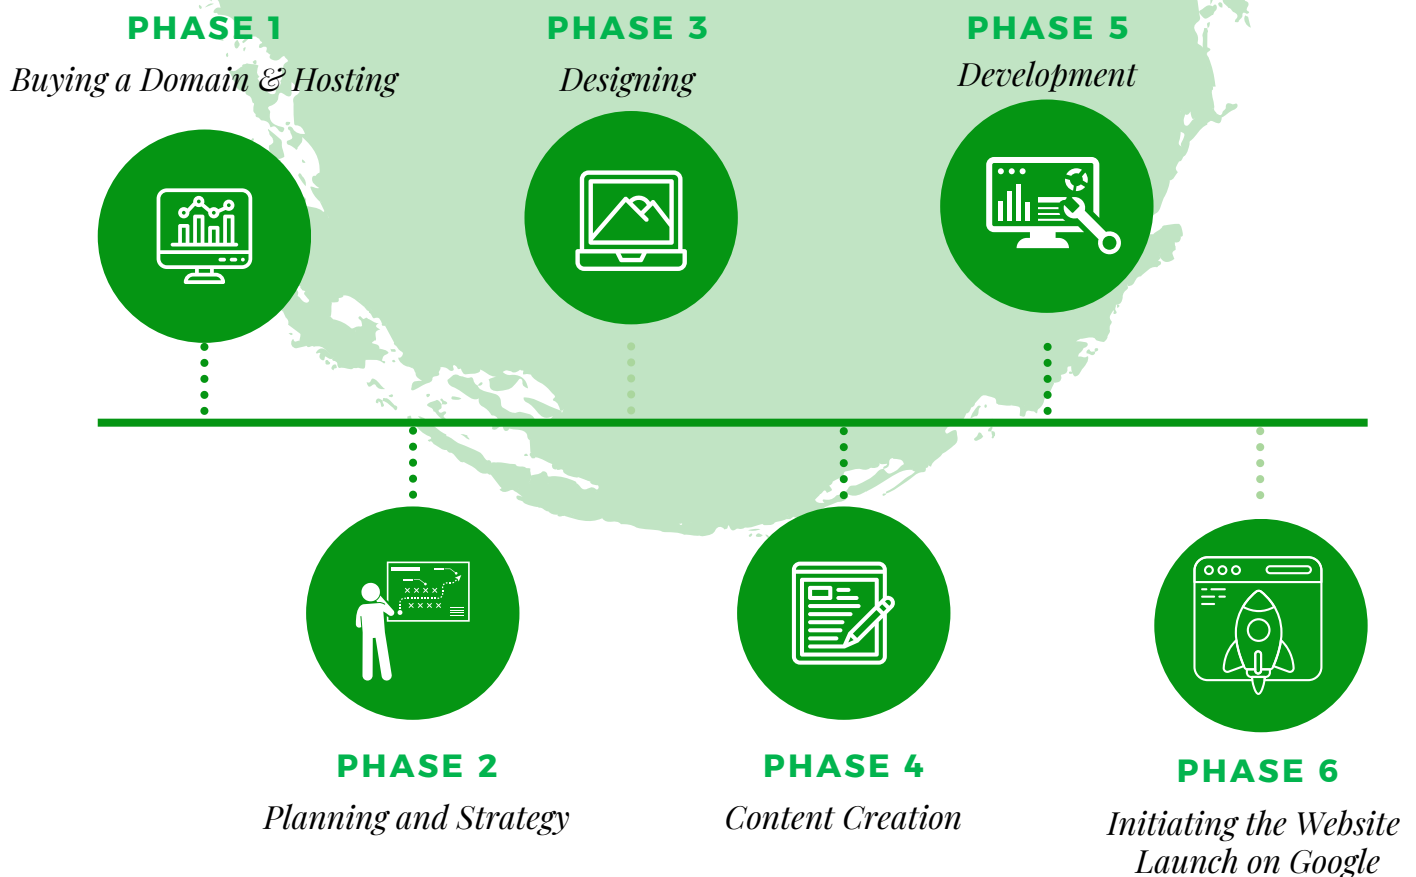 PHASE 1
Buying a Domain & Hosting
PHASE 3
Designing
PHASE 5
Development
PHASE 2
Planning and Strategy
PHASE 4
Content Creation
PHASE 6
Initiating the Website
Launch on Google